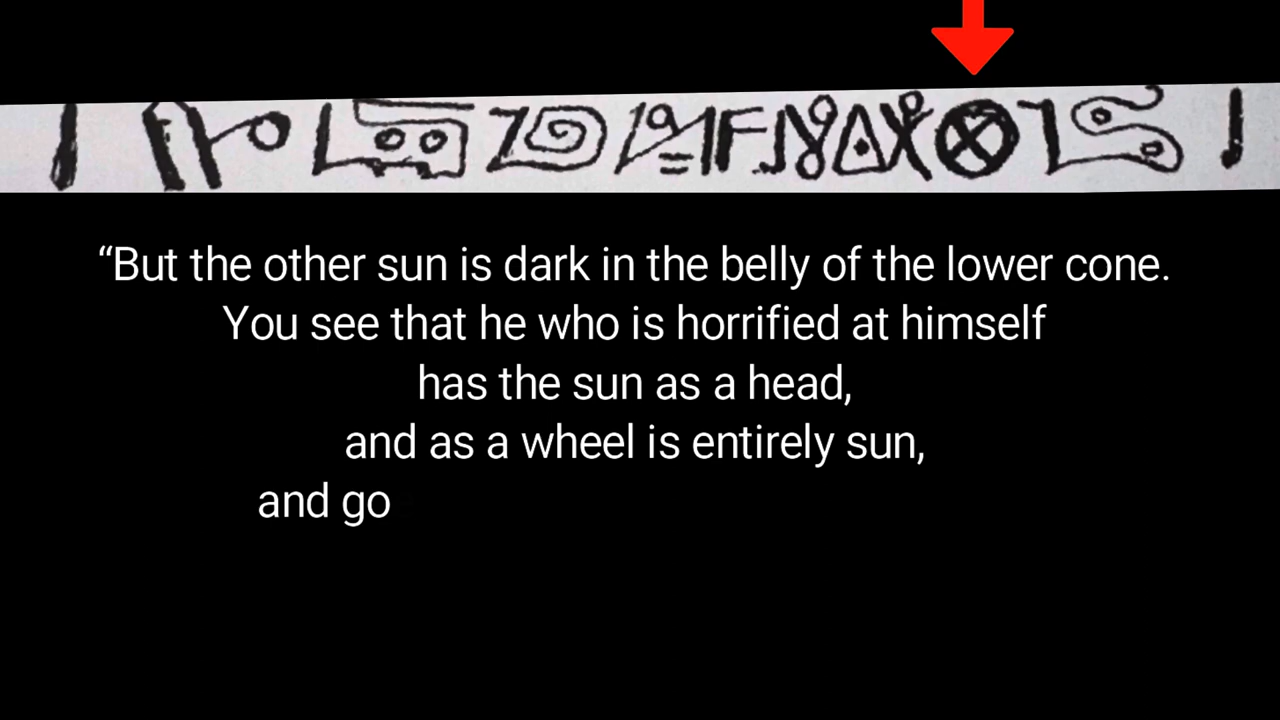 “But the other sun is dark in the belly of the lower cone.
You see that he who is horrified at himself
has the sun as a head,
and as a wheel is entirely sun,
and go